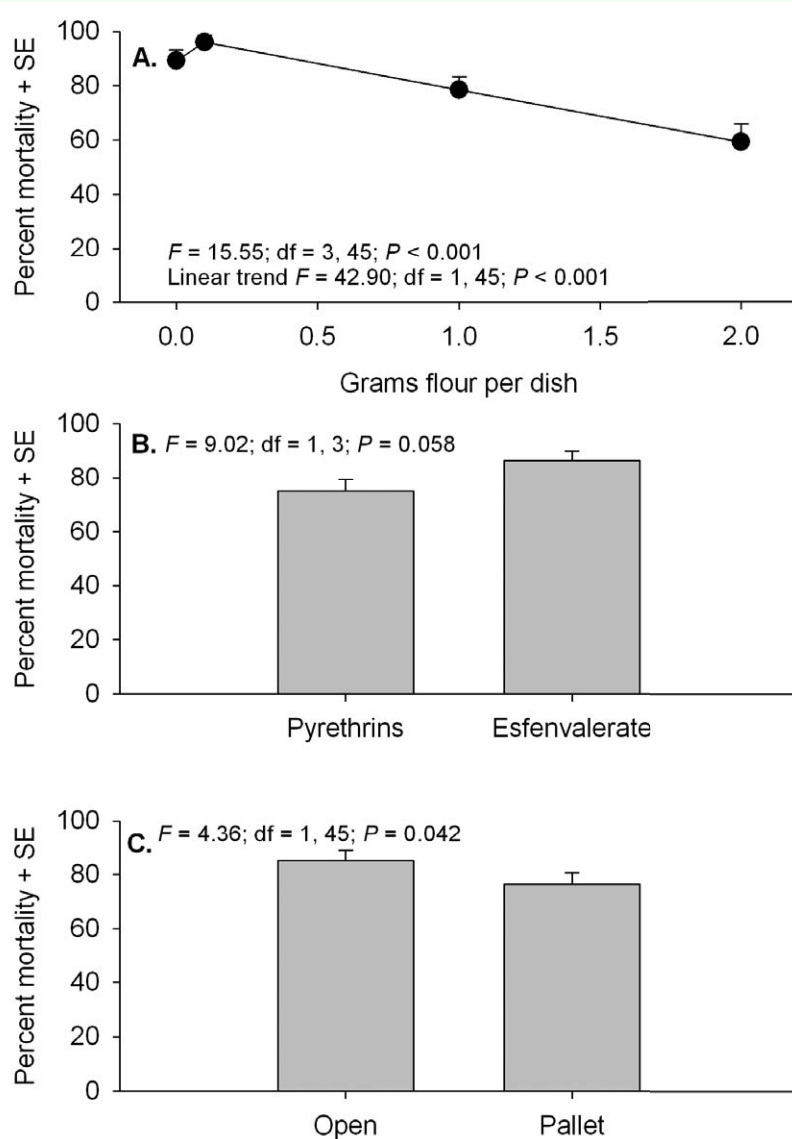 A.
Percent mortality + SE
100
80
60
40
20
0
F = 15.55; df = 3, 45; P < 0.001
Linear trend F = 42.90; df = 1, 45; P < 0.001
0.0 0.5 1.0 1.5 2.0
Grams flour per dish
B. F = 9.02; df = 1, 3; P = 0.058
Percent mortality + SE
100
80
60
40
20
0
Pyrethrins Esfenvalerate
C. F = 4.36; df = 1, 45; P = 0.042
Percent mortality + SE
100
80
60
40
20
0
Open Pallet